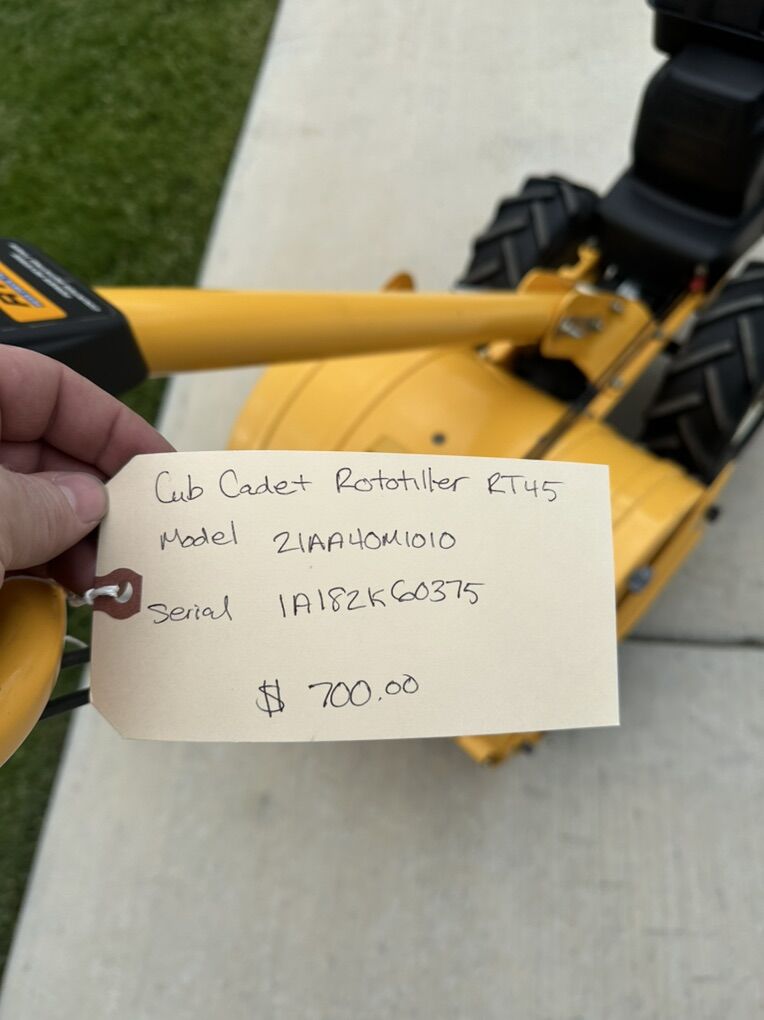 Cub Cadet Rototiller RT45
Model 21AA40M1010
Serial 1A182K60375
$ 700.00